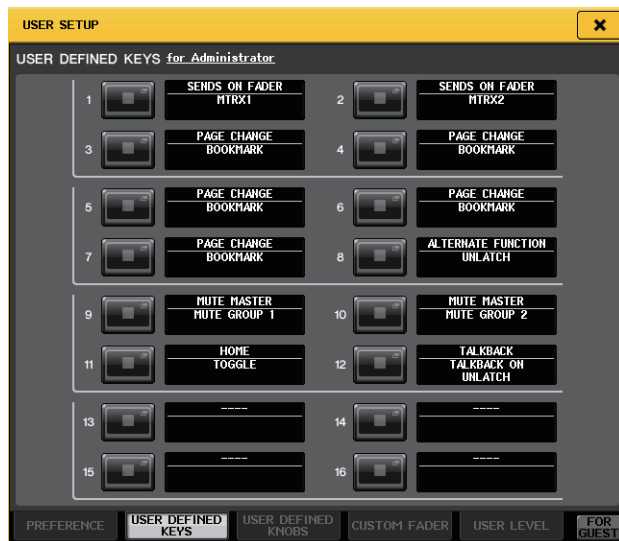 USER SETUP
USER DEFINED KEYS for Administrator
1 SENDS ON FADER
MTRX1
2 SENDS ON FADER
MTRX2
3 PAGE CHANGE
BOOKMARK
4 PAGE CHANGE
BOOKMARK
5 PAGE CHANGE
BOOKMARK
6 PAGE CHANGE
BOOKMARK
7 PAGE CHANGE
BOOKMARK
8 ALTERNATE FUNCTION
UNLATCH
9 MUTE MASTER
MUTE GROUP 1
10 MUTE MASTER
MUTE GROUP 2
11 HOME
TOGGLE
12 TALKBACK
TALKBACK ON
UNLATCH
13 ----
14 ----
15 ----
16 ----
PREFERENCE
USER DEFINED
KEYS
USER DEFINED
KNOBS
CUSTOM FADER
USER LEVEL
FOR
GUEST